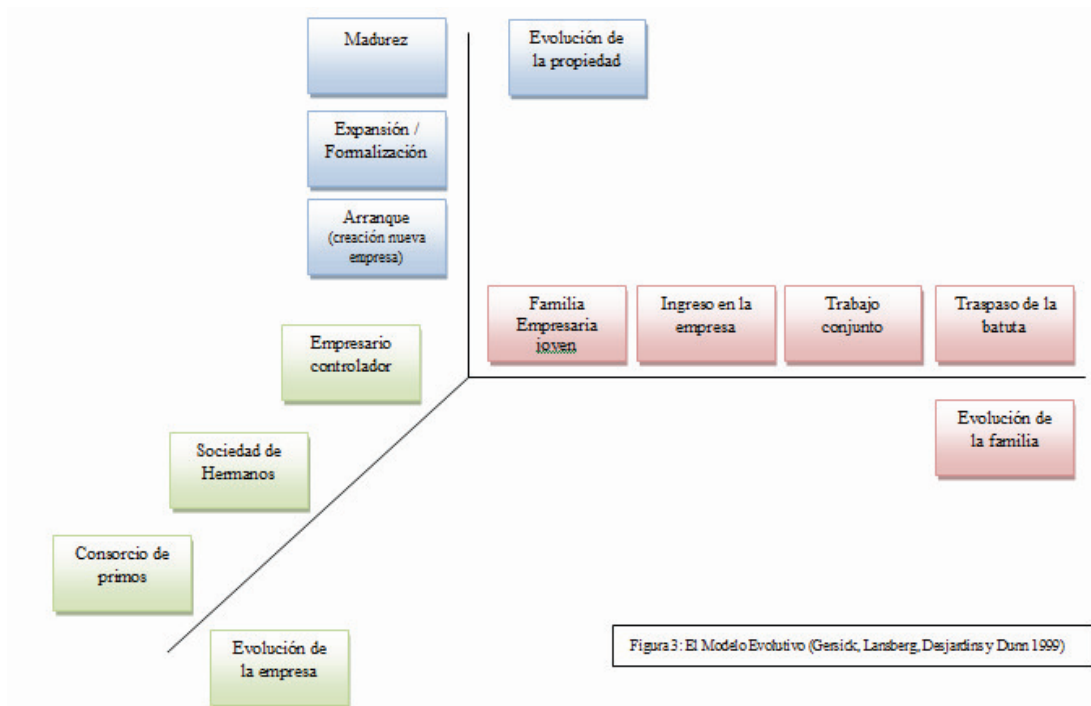 Madurez
Evolución de
la propiedad
Expansión /
Formalización
Arranque
(creación nueva
empresa)
Familia
Empresaria
joven
Ingreso en la
empresa
Trabajo
conjunto
Traspaso de la
batuta
Empresario
controlador
Evolución de
la familia
Sociedad de
Hermanos
Consorcio de
primos
Evolución de
la empresa
Figura 3: El Modelo Evolutivo (Gersick, Lansberg, Desjardins y Dunn 1999)